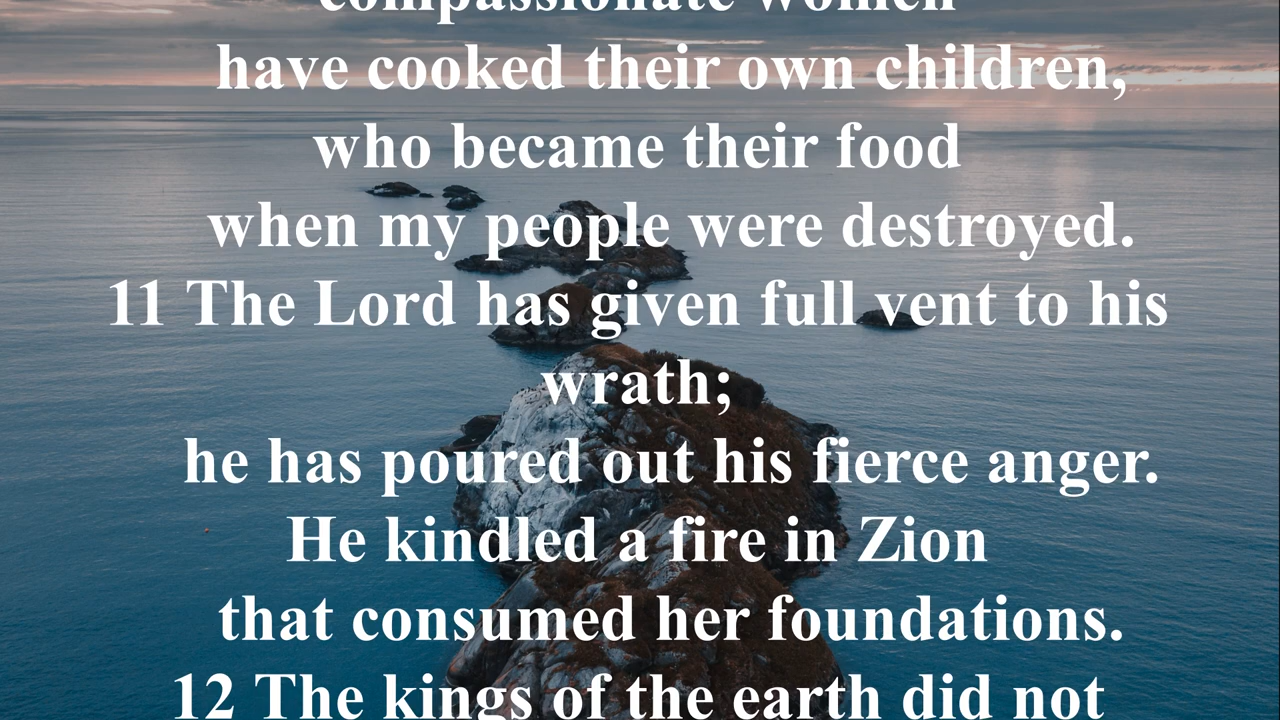 compassionate women
have cooked their own children,
who became their food
when my people were destroyed.
11 The Lord has given full vent to his
wrath;
he has poured out his fierce anger.
He kindled a fire in Zion
that consumed her foundations.
12 The kings of the earth did not